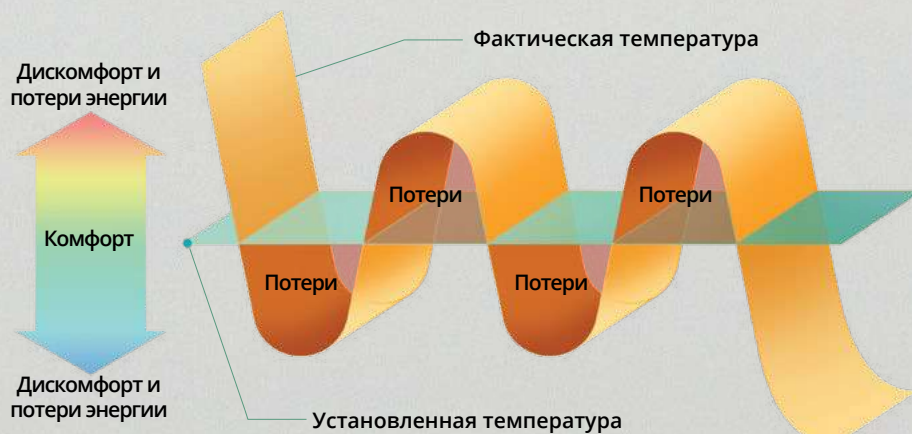 Фактическая температура
Дискомфорт и
потери энергии
Потери
Потери
Комфорт
Потери
Потери
Дискомфорт и
потери энергии
Установленная температура